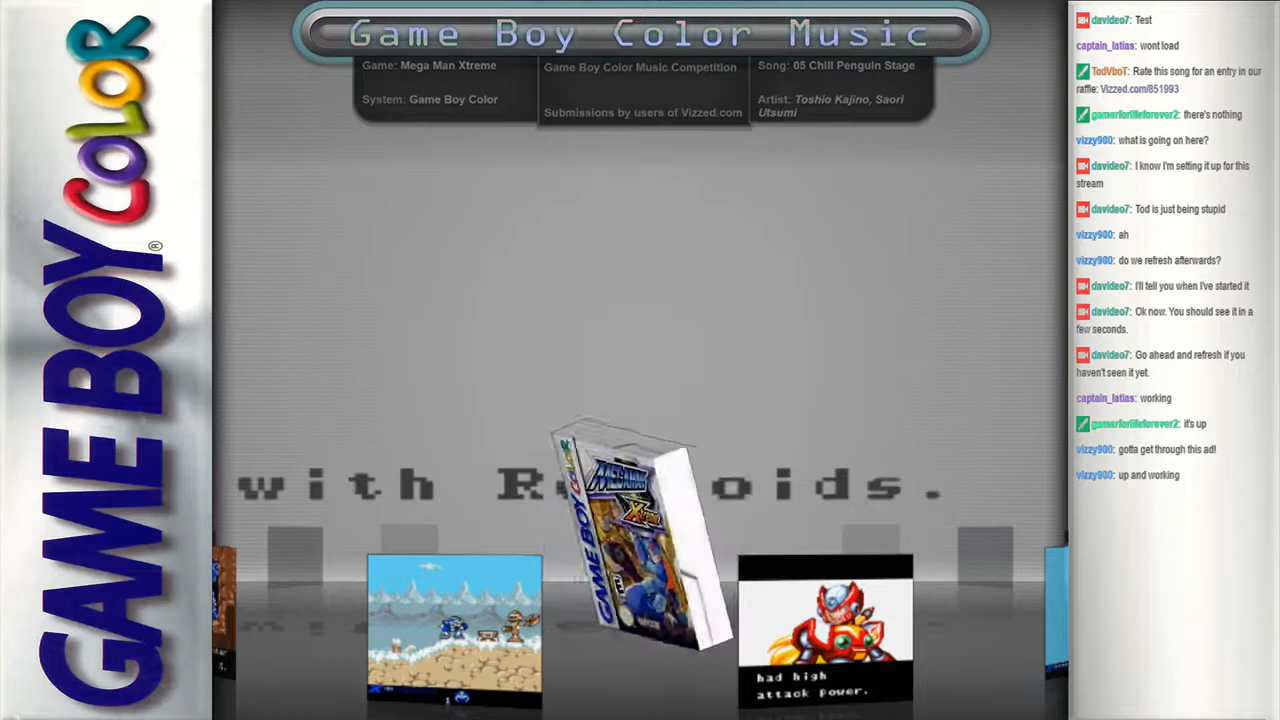 GAME BOY COLOR
®
Game Boy Color Music
Game: Mega Man Xtreme
System: Game Boy Color
Game Boy Color Music Competition
Submissions by users of Vizzed.com
Song: 05 Chill Penguin Stage
Artist: Toshio Kajino, Saori
Utsumi
with R oids.
GAME BOY COLOR
MEGAMAN
Xtreme
had high
attack power.
davideo7: Test
captain_latias: wont load
TodVboT: Rate this song for an entry in our
raffle: Vizzed.com/851993
gamerforlifeforever2: there's nothing
vizzy900: what is going on here?
davideo7: I know I'm setting it up for this
stream
davideo7: Tod is just being stupid
vizzy900: ah
vizzy900: do we refresh afterwards?
davideo7: I'll tell you when I've started it
davideo7: Ok now. You should see it in a
few seconds.
davideo7: Go ahead and refresh if you
haven't seen it yet.
captain_latias: working
gamerforlifeforever2: it's up
vizzy900: gotta get through this ad!
vizzy900: up and working